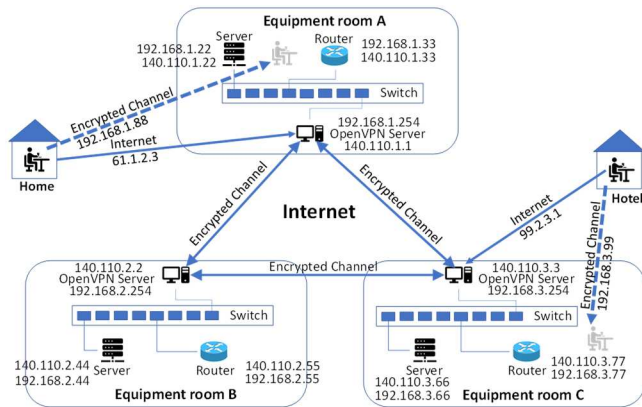 Equipment room A
Server
192.168.1.22
140.110.1.22
Router
192.168.1.33
140.110.1.33
Switch
192.168.1.254
OpenVPN Server
140.110.1.1
Encrypted Channel
192.168.1.88
Internet
61.1.2.3
Home
Encrypted Channel
Encrypted Channel
Internet
Internet
99.2.3.1
Hotel
Encrypted Channel
192.168.3.99
140.110.2.2
OpenVPN Server
192.168.2.254
Encrypted Channel
140.110.3.3
OpenVPN Server
192.168.3.254
Switch
140.110.2.44
192.168.2.44
Server
Router
140.110.2.55
192.168.2.55
Equipment room B
Switch
140.110.3.66
192.168.3.66
Server
Router
140.110.3.77
192.168.3.77
Equipment room C